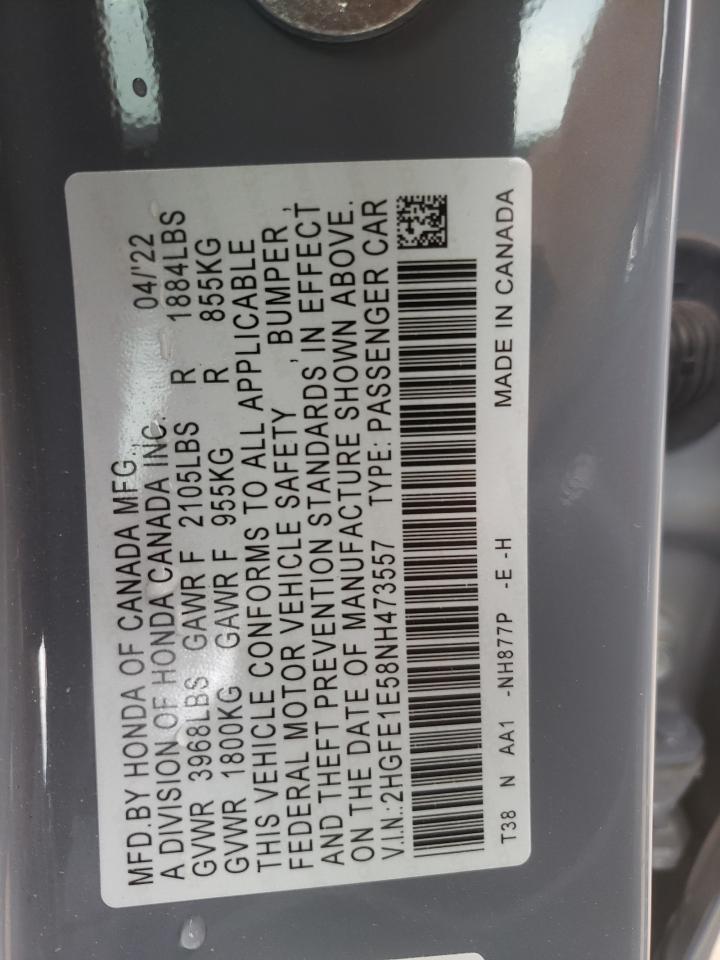 MFD.BY HONDA OF CANADA MFG., 04/'22
A DIVISION OF HONDA CANADA INC.
GVWR 3968LBS GAWR F 2105LBS R 1884LBS
GVWR 1800KG GAWR F 955KG R 855KG
THIS VEHICLE CONFORMS TO ALL APPLICABLE
FEDERAL MOTOR VEHICLE SAFETY , BUMPER ,
AND THEFT PREVENTION STANDARDS IN EFFECT
ON THE DATE OF MANUFACTURE SHOWN ABOVE.
V.I.N.:2HGFE1E58NH473557 TYPE: PASSENGER CAR
T38 N AA1 -NH877P -E -H MADE IN CANADA